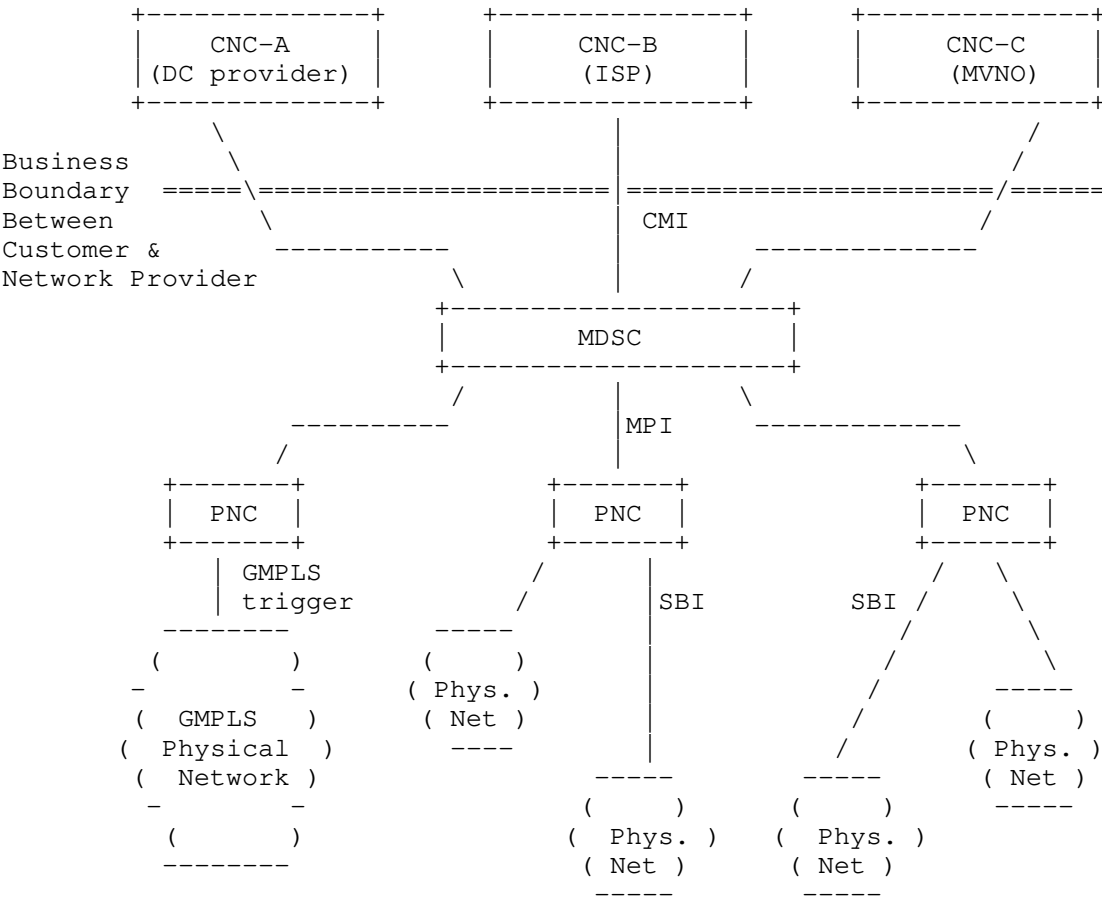 CNC-A CNC-B CNC-C
(DC provider) (ISP) (MVNO)
Business
Boundary
Between CMI
Customer &
Network Provider
MDSC
MPI
PNC PNC PNC
GMPLS
trigger SBI SBI
Phys.
GMPLS Net
Physical Phys.
Network Net
Phys. Phys.
Net Net